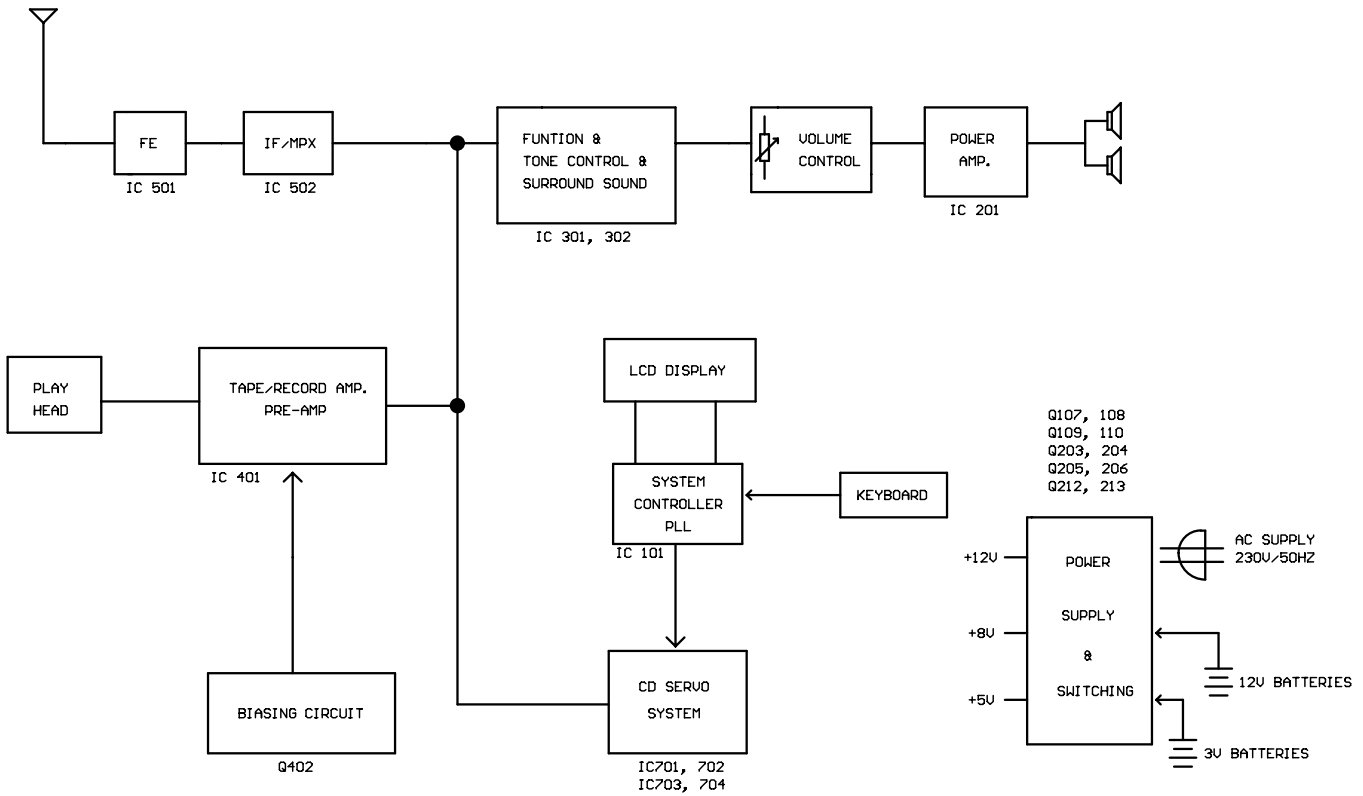 FE
IC 501
IF/MPX
IC 502
FUNTION &
TONE CONTROL &
SURROUND SOUND
IC 301, 302
VOLUME
CONTROL
POWER
AMP.
IC 201
PLAY
HEAD
TAPE/RECORD AMP.
PRE-AMP
IC 401
LCD DISPLAY
SYSTEM
CONTROLLER
PLL
IC 101
KEYBOARD
BIASING CIRCUIT
Q402
CD SERVO
SYSTEM
IC701, 702
IC703, 704
Q107, 108
Q109, 110
Q203, 204
Q205, 206
Q212, 213
+12V
+8V
+5V
POWER
SUPPLY
&
SWITCHING
AC SUPPLY
230V/50HZ
12V BATTERIES
3V BATTERIES